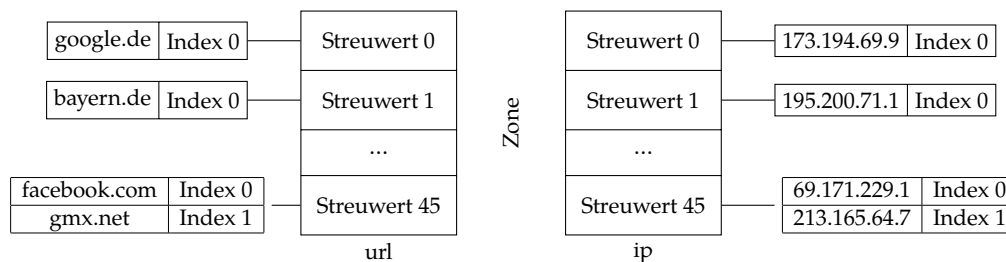 google.de Index 0 Streuwert 0 Streuwert 0 173.194.69.9 Index 0
bayern.de Index 0 Streuwert 1 Zone Streuwert 1 195.200.71.1 Index 0
... ...
facebook.com Index 0 Streuwert 45 Streuwert 45 69.171.229.1 Index 0
gmx.net Index 1 213.165.64.7 Index 1
url ip